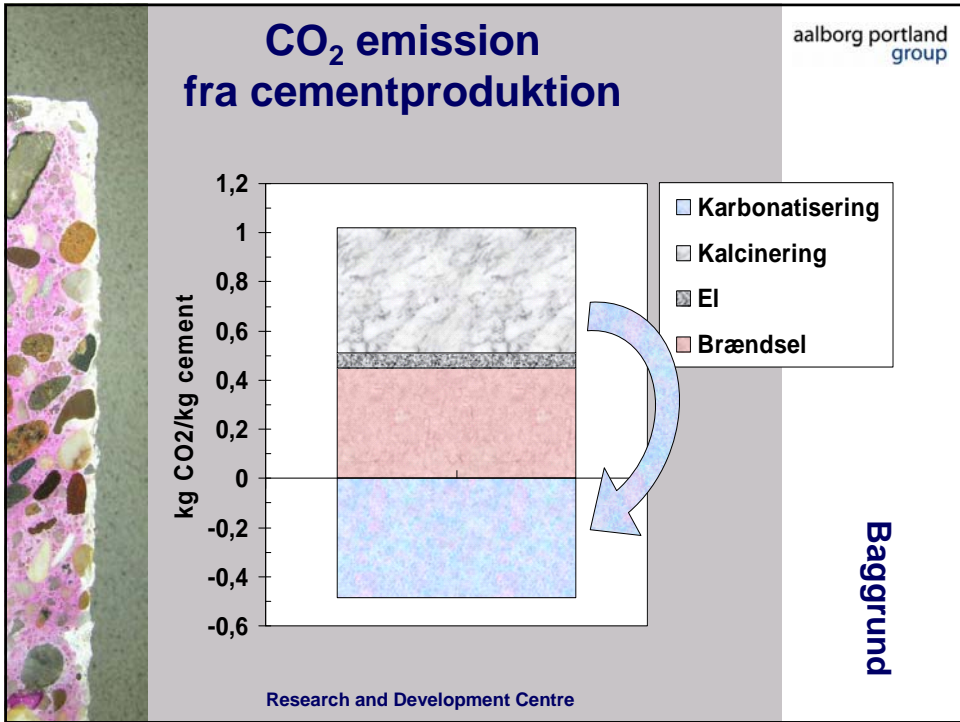 CO₂ emission
fra cementproduktion
aalborg portland
group
kg CO2/kg cement
1,2
1
0,8
0,6
0,4
0,2
0
-0,2
-0,4
-0,6
Karbonatisering
Kalcinering
El
Brændsel
Baggrund
Research and Development Centre